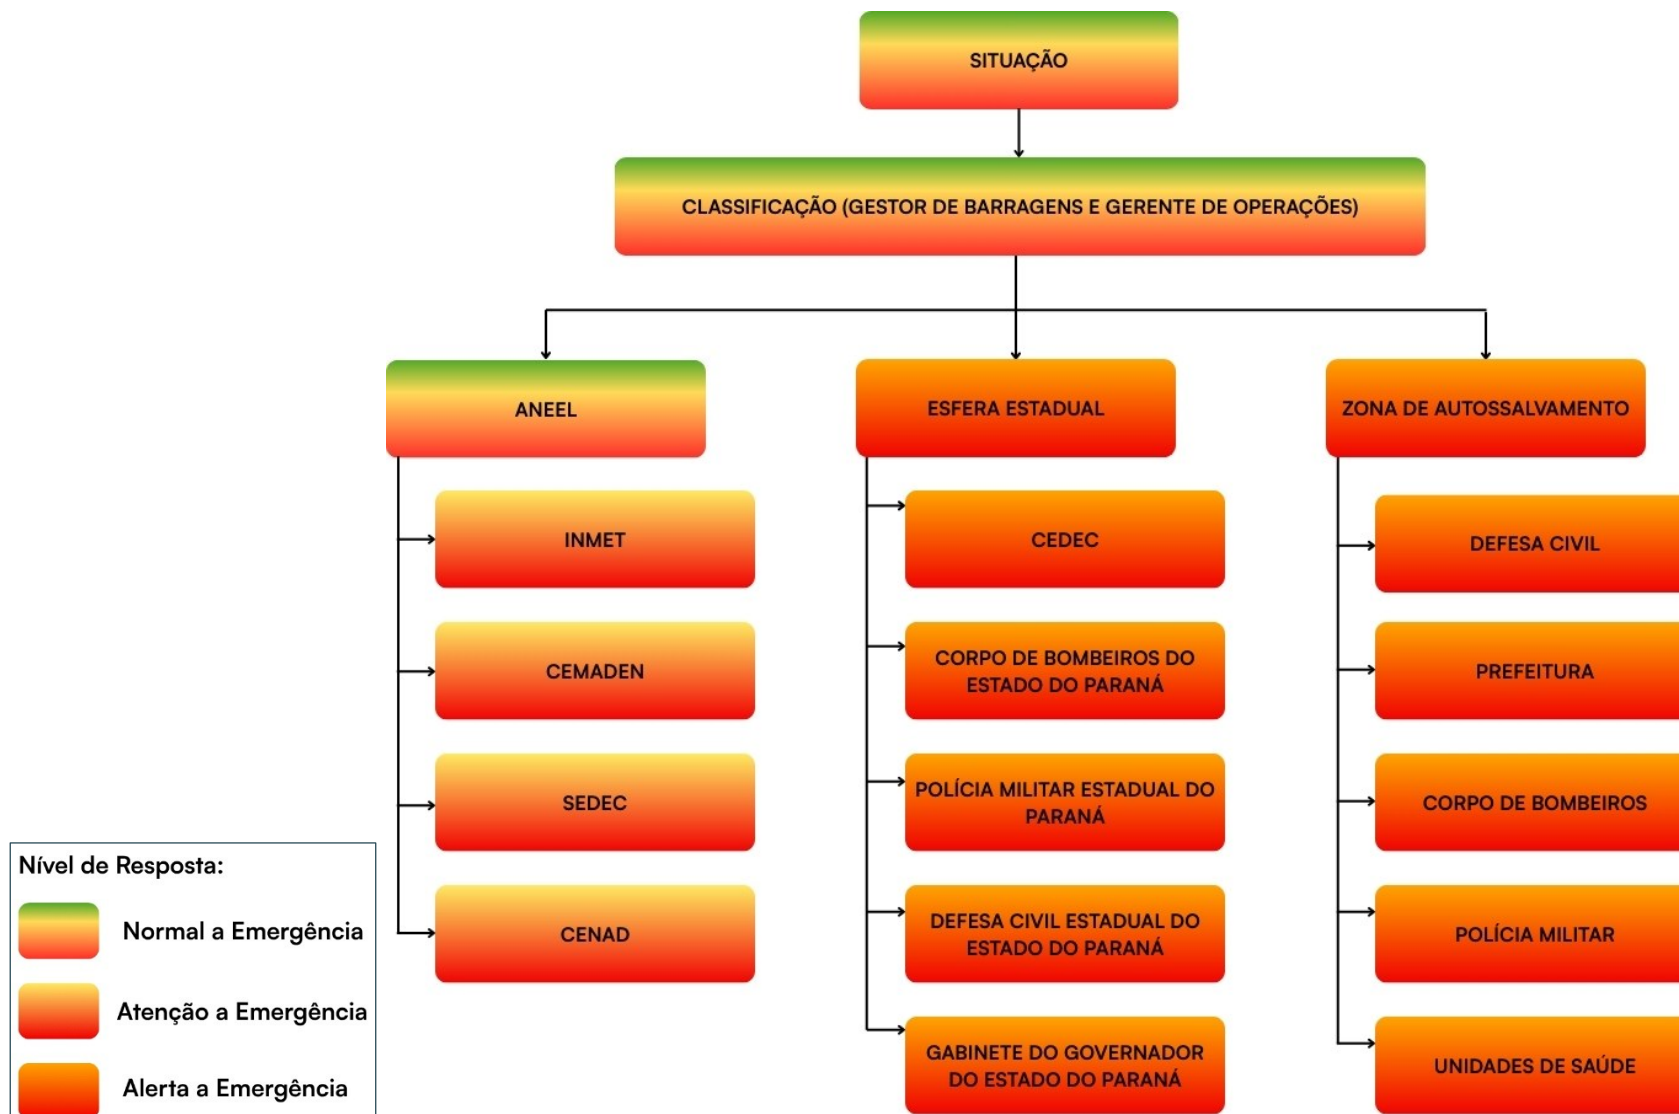 SITUAÇÃO
CLASSIFICAÇÃO (GESTOR DE BARRAGENS E GERENTE DE OPERAÇÕES)
ANEEL
INMET
CEMADEN
SEDEC
CENAD
ESFERA ESTADUAL
CEDEC
CORPO DE BOMBEIROS DO
ESTADO DO PARANÁ
POLÍCIA MILITAR ESTADUAL DO
PARANÁ
DEFESA CIVIL ESTADUAL DO
ESTADO DO PARANÁ
GABINETE DO GOVERNADOR
DO ESTADO DO PARANÁ
ZONA DE AUTOSSALVAMENTO
DEFESA CIVIL
PREFEITURA
CORPO DE BOMBEIROS
POLÍCIA MILITAR
UNIDADES DE SAÚDE
Nível de Resposta:
Normal a Emergência
Atenção a Emergência
Alerta a Emergência